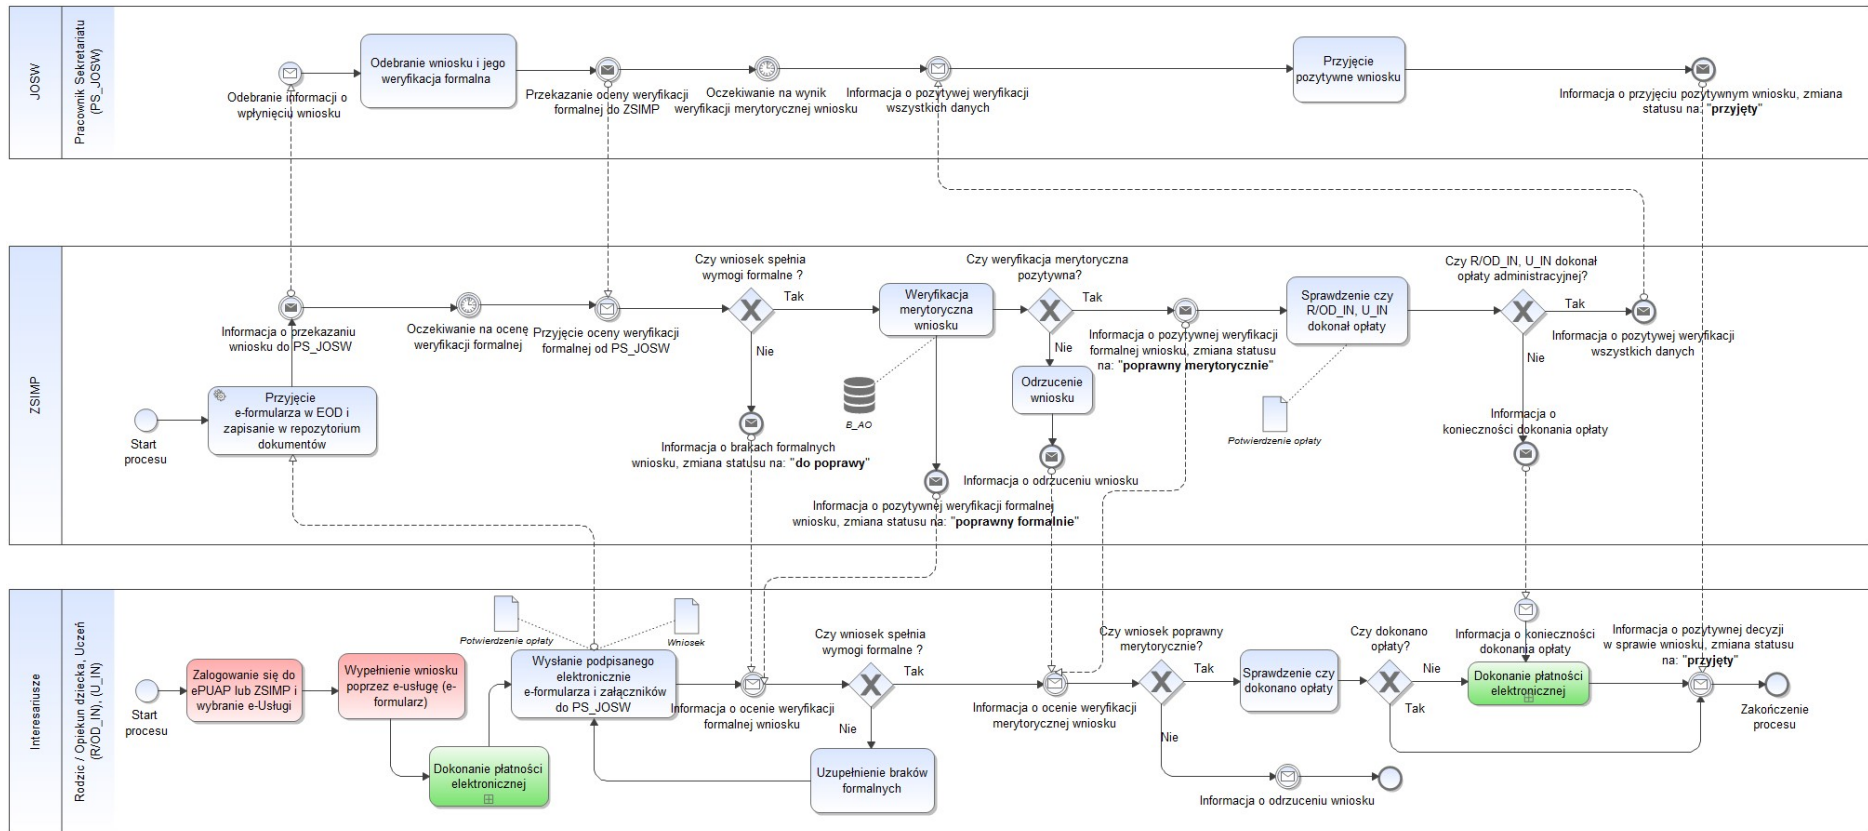 JOSW
Pracownik Sekretariatu
(PS_JOSW)
Odebranie informacji o
wpłynięciu wniosku
Odebranie wniosku i jego
weryfikacja formalna
Przekazanie oceny weryfikacji
formalnej do ZSIMP
Oczekiwanie na wynik
weryfikacji merytorycznej wniosku
Informacja o pozytywej weryfikacji
wszystkich danych
Przyjęcie
pozytywne wniosku
Informacja o przyjęciu pozytywnym wniosku, zmiana
statusu na: "przyjęty"
ZSIMP
Start
procesu
Przyjęcie
e-formularza w EOD i
zapisanie w repozytorium
dokumentów
Informacja o przekazaniu
wniosku do PS_JOSW
Oczekiwanie na ocenę
weryfikacji formalnej
Przyjęcie oceny weryfikacji
formalnej od PS_JOSW
Czy wniosek spełnia
wymogi formalne ?
Tak
Nie
Informacja o brakach formalnych
wniosku, zmiana statusu na: "do poprawy"
Weryfikacja
merytoryczna
wniosku
B_AO
Informacja o pozytywnej weryfikacji formalnej
wniosku, zmiana statusu na: "poprawny formalnie"
Czy weryfikacja merytoryczna
pozytywna?
Tak
Nie
Odrzucenie
wniosku
Informacja o odrzuceniu wniosku
Informacja o pozytywnej weryfikacji
formalnej wniosku, zmiana statusu
na: "poprawny merytorycznie"
Sprawdzenie czy
R/OD_IN, U_IN
dokonał opłaty
Potwierdzenie opłaty
Czy R/OD_IN, U_IN dokonał
opłaty administracyjnej?
Tak
Nie
Informacja o pozytywej weryfikacji
wszystkich danych
Informacja o
konieczności dokonania opłaty
Interesariusze
Rodzic / Opiekun dziecka, Uczeń
(R/OD_IN), (U_IN)
Start
procesu
Zalogowanie się do
ePUAP lub ZSIMP i
wybranie e-Usługi
Wypełnienie wniosku
poprzez e-usługę (e-
formularz)
Dokonanie płatności
elektronicznej
Potwierdzenie opłaty
Wniosek
Wysłanie podpisanego
elektronicznie
e-formularza i załączników
do PS_JOSW
Informacja o ocenie weryfikacji
formalnej wniosku
Czy wniosek spełnia
wymogi formalne ?
Tak
Nie
Uzupełnienie braków
formalnych
Informacja o ocenie weryfikacji
merytorycznej wniosku
Czy wniosek poprawny
merytorycznie?
Tak
Nie
Informacja o odrzuceniu wniosku
Sprawdzenie czy
dokonano opłaty
Czy dokonano
opłaty?
Nie
Tak
Informacja o konieczności
dokonania opłaty
Dokonanie płatności
elektronicznej
Informacja o pozytywnej decyzji
w sprawie wniosku, zmiana statusu
na: "przyjęty"
Zakończenie
procesu